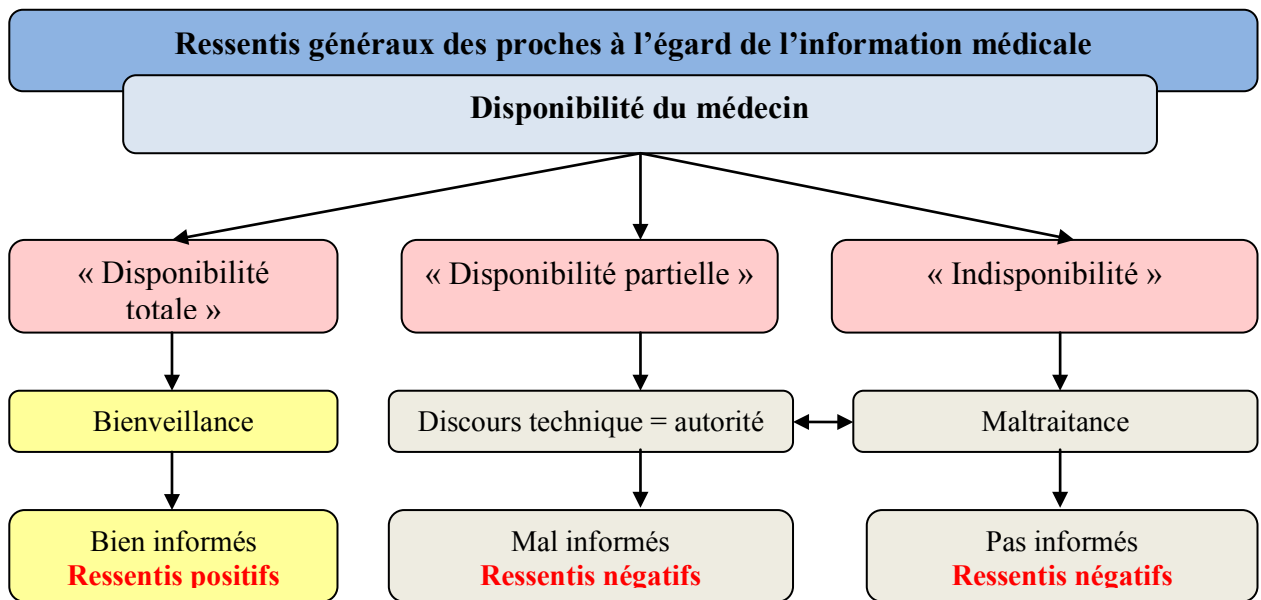 Ressentis généraux des proches à l’égard de l’information médicale
Disponibilité du médecin
« Disponibilité
totale »
« Disponibilité partielle »
« Indisponibilité »
Bienveillance
Discours technique = autorité
Maltraitance
Bien informés
Ressentis positifs
Mal informés
Ressentis négatifs
Pas informés
Ressentis négatifs